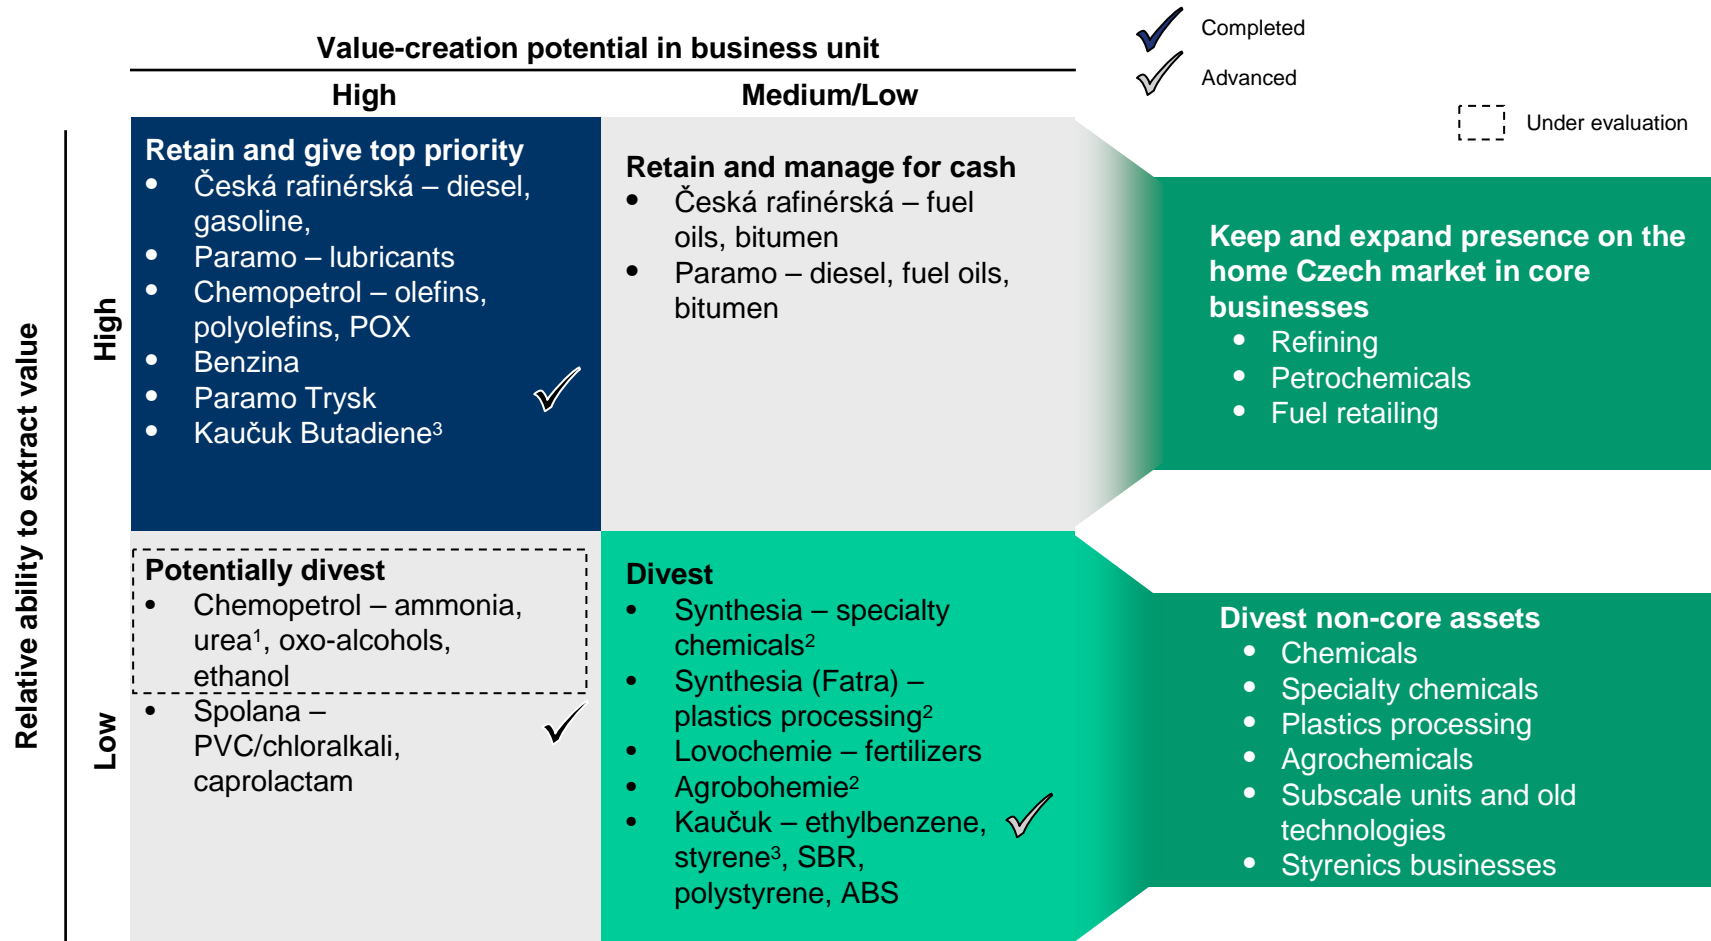 Completed
Advanced
Under evaluation
Value-creation potential in business unit
High
Medium/Low
Relative ability to extract value
High
Low
Retain and give top priority
• Česká rafinérská – diesel,
gasoline,
• Paramo – lubricants
• Chemopetrol – olefins,
polyolefins, POX
• Benzina
• Paramo Trysk
• Kaučuk Butadiene³
Retain and manage for cash
• Česká rafinérská – fuel
oils, bitumen
• Paramo – diesel, fuel oils,
bitumen
Keep and expand presence on the
home Czech market in core
businesses
• Refining
• Petrochemicals
• Fuel retailing
Potentially divest
• Chemopetrol – ammonia,
urea¹, oxo-alcohols,
ethanol
• Spolana –
PVC/chloralkali,
caprolactam
Divest
• Synthesia – specialty
chemicals²
• Synthesia (Fatra) –
plastics processing²
• Lovochemie – fertilizers
• Agrobohemie²
• Kaučuk – ethylbenzene,
styrene³, SBR,
polystyrene, ABS
Divest non-core assets
• Chemicals
• Specialty chemicals
• Plastics processing
• Agrochemicals
• Subscale units and old
technologies
• Styrenics businesses